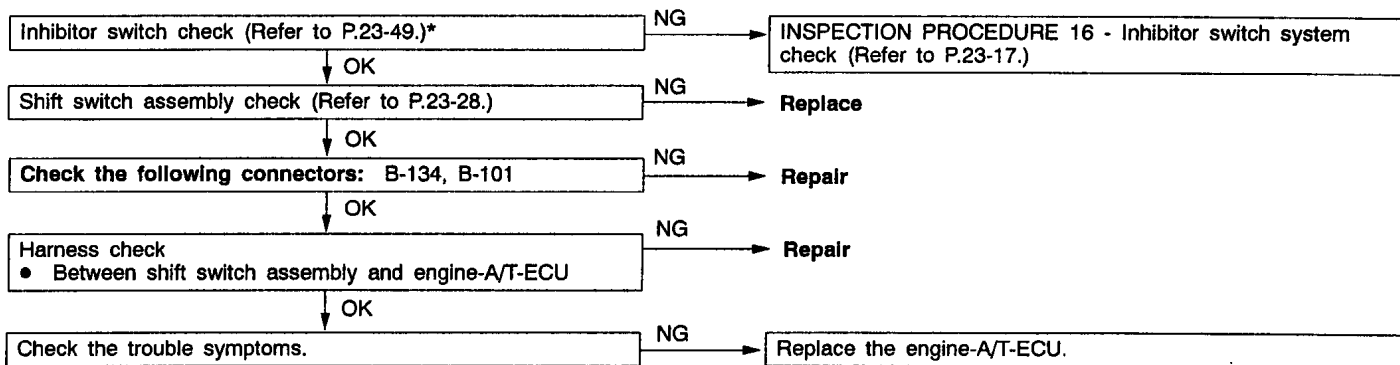 Inhibitor switch check (Refer to P.23-49.)*
NG
INSPECTION PROCEDURE 16 - Inhibitor switch system
check (Refer to P.23-17.)
OK
Shift switch assembly check (Refer to P.23-28.)
NG
Replace
OK
Check the following connectors: B-134, B-101
NG
Repair
OK
Harness check
● Between shift switch assembly and engine-A/T-ECU
NG
Repair
OK
Check the trouble symptoms.
NG
Replace the engine-A/T-ECU.